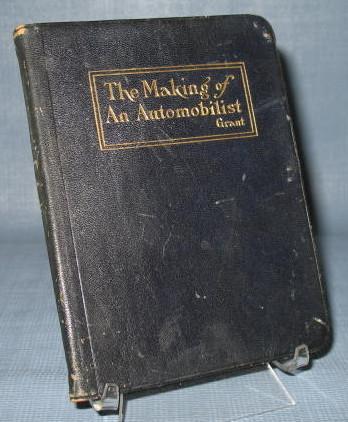 The Making of
An Automobilist
Grant